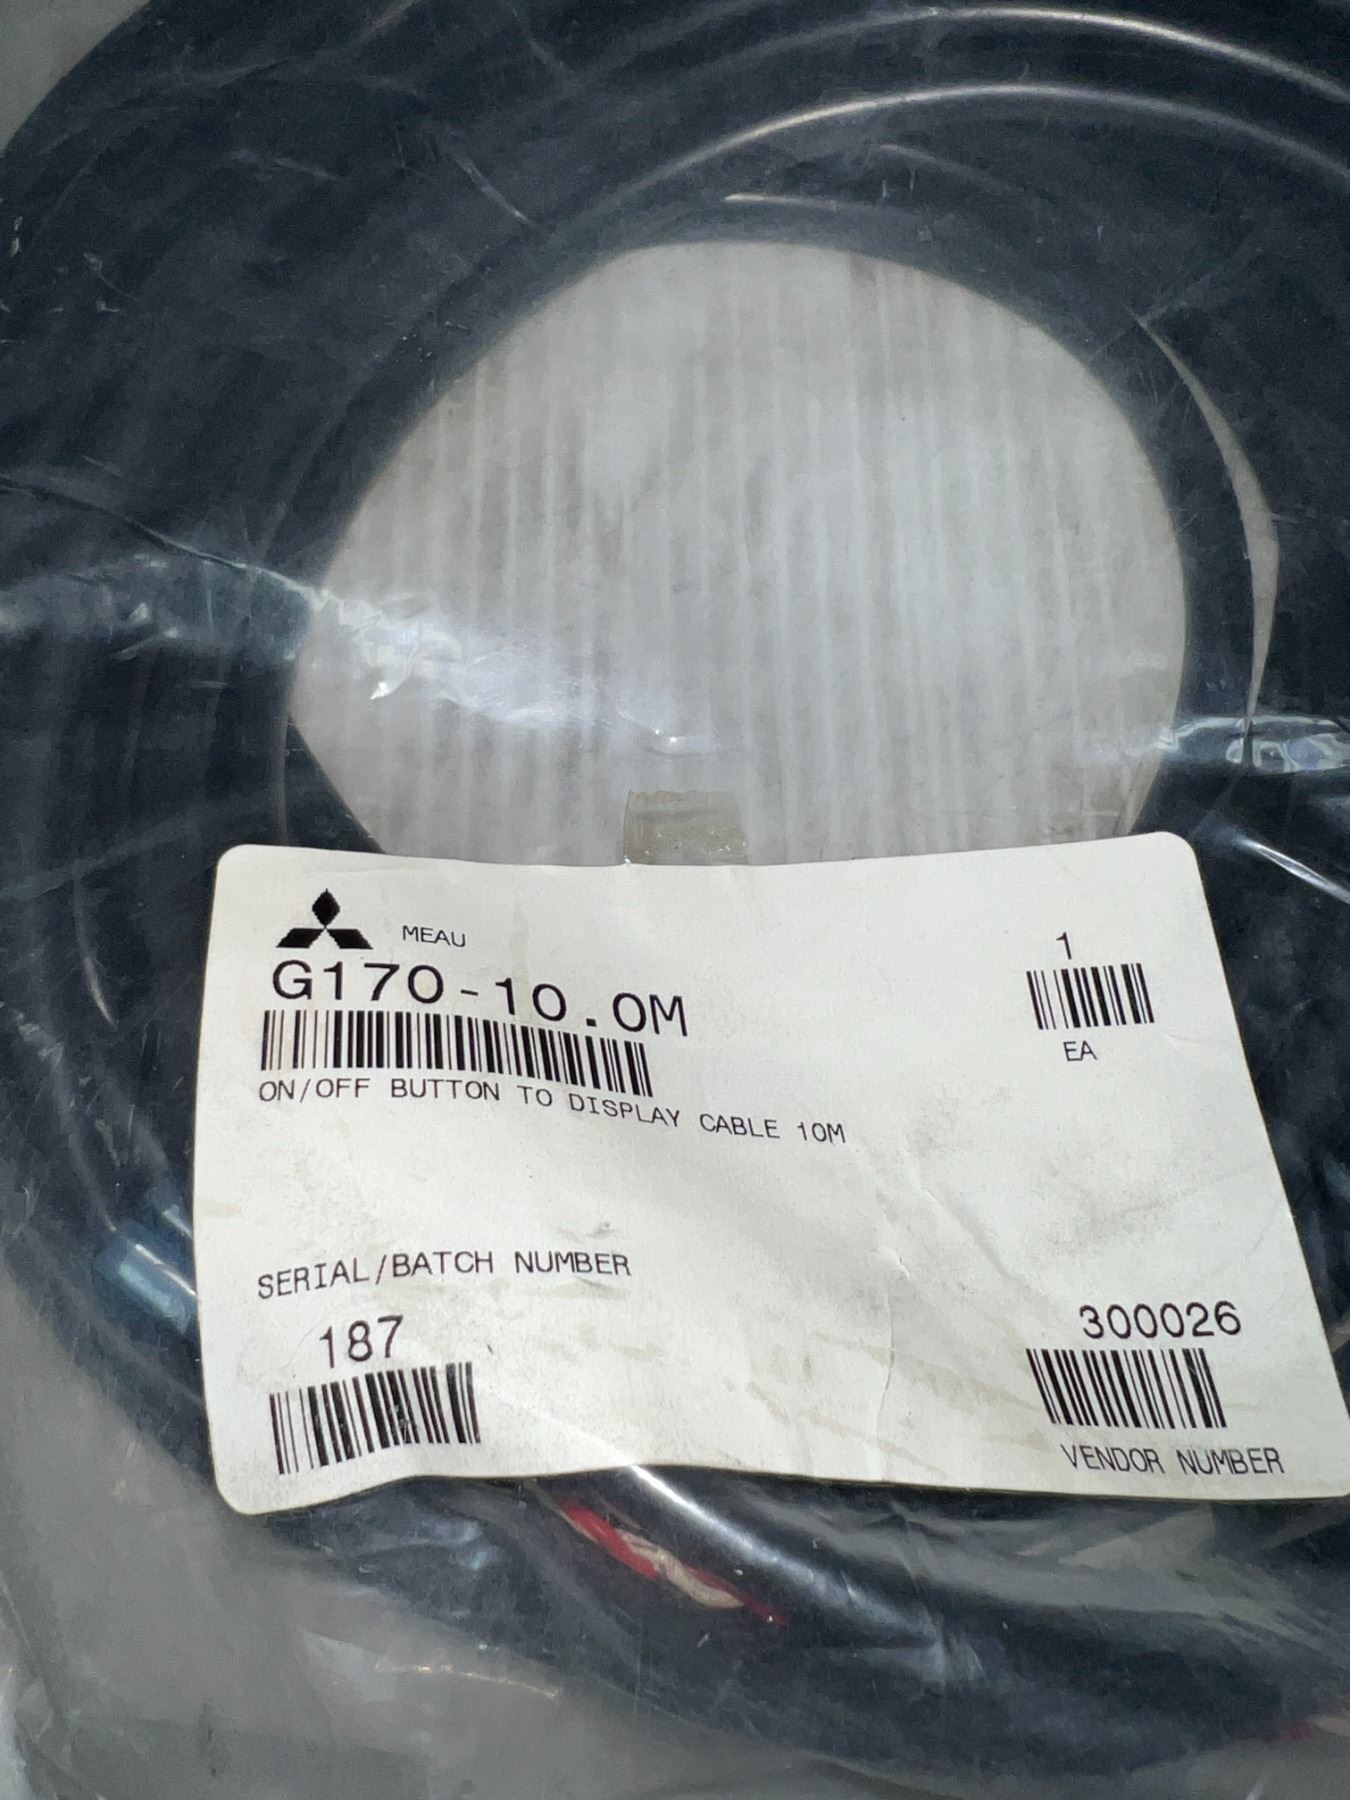 MEAU
G170-10.0M
ON/OFF BUTTON TO DISPLAY CABLE 10M
1
EA
SERIAL/BATCH NUMBER
187
300026
VENDOR NUMBER